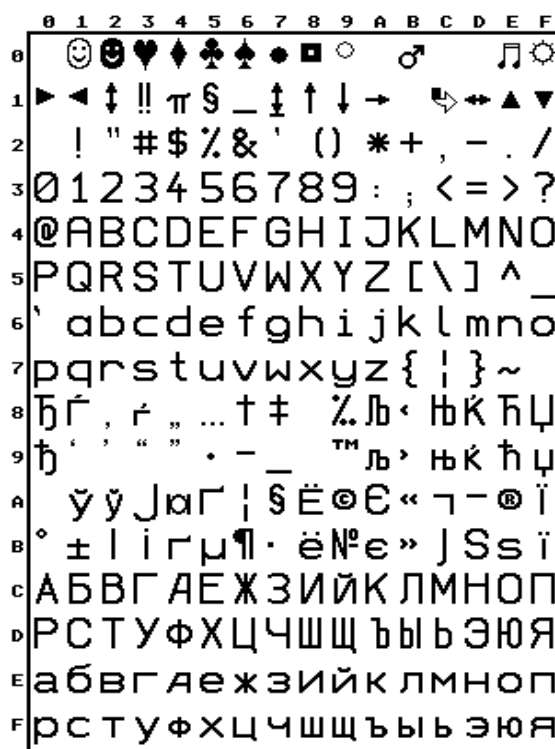 0 1 2 3 4 5 6 7 8 9 A B C D E F
0 ☺ ☻ ♥ ♦ ♣ ♠ ● ◘ ○ ♂ ♫ ☼
1 ► ◄ ↕ ‼ π § _ ↨ ↑ ↓ → ↔ ▲ ▼
2 ! " # $ % & ' ( ) * + , - . /
3 0 1 2 3 4 5 6 7 8 9 : ; < = > ?
4 @ A B C D E F G H I J K L M N O
5 P Q R S T U V W X Y Z [ \ ] ^ _
6 ` a b c d e f g h i j k l m n o
7 p q r s t u v w x y z { ¦ } ~
8 Ђ Ѓ ‚ ѓ „ … † ‡ ‰ Љ ‹ Њ Ќ Ћ Џ
9 ђ ‘ ’ “ ” • – — ™ љ › њ ќ ћ џ
A Ў ў Ј ¤ Ґ ¦ § Ё © Є « ¬ - ® Ї
B ° ± І і ґ µ ¶ · ё № є » ј Ѕ ѕ ї
C А Б В Г Д Е Ж З И Й К Л М Н О П
D Р С Т У Ф Х Ц Ч Ш Щ Ъ Ы Ь Э Ю Я
E а б в г д е ж з и й к л м н о п
F р с т у ф х ц ч ш щ ъ ы ь э ю я